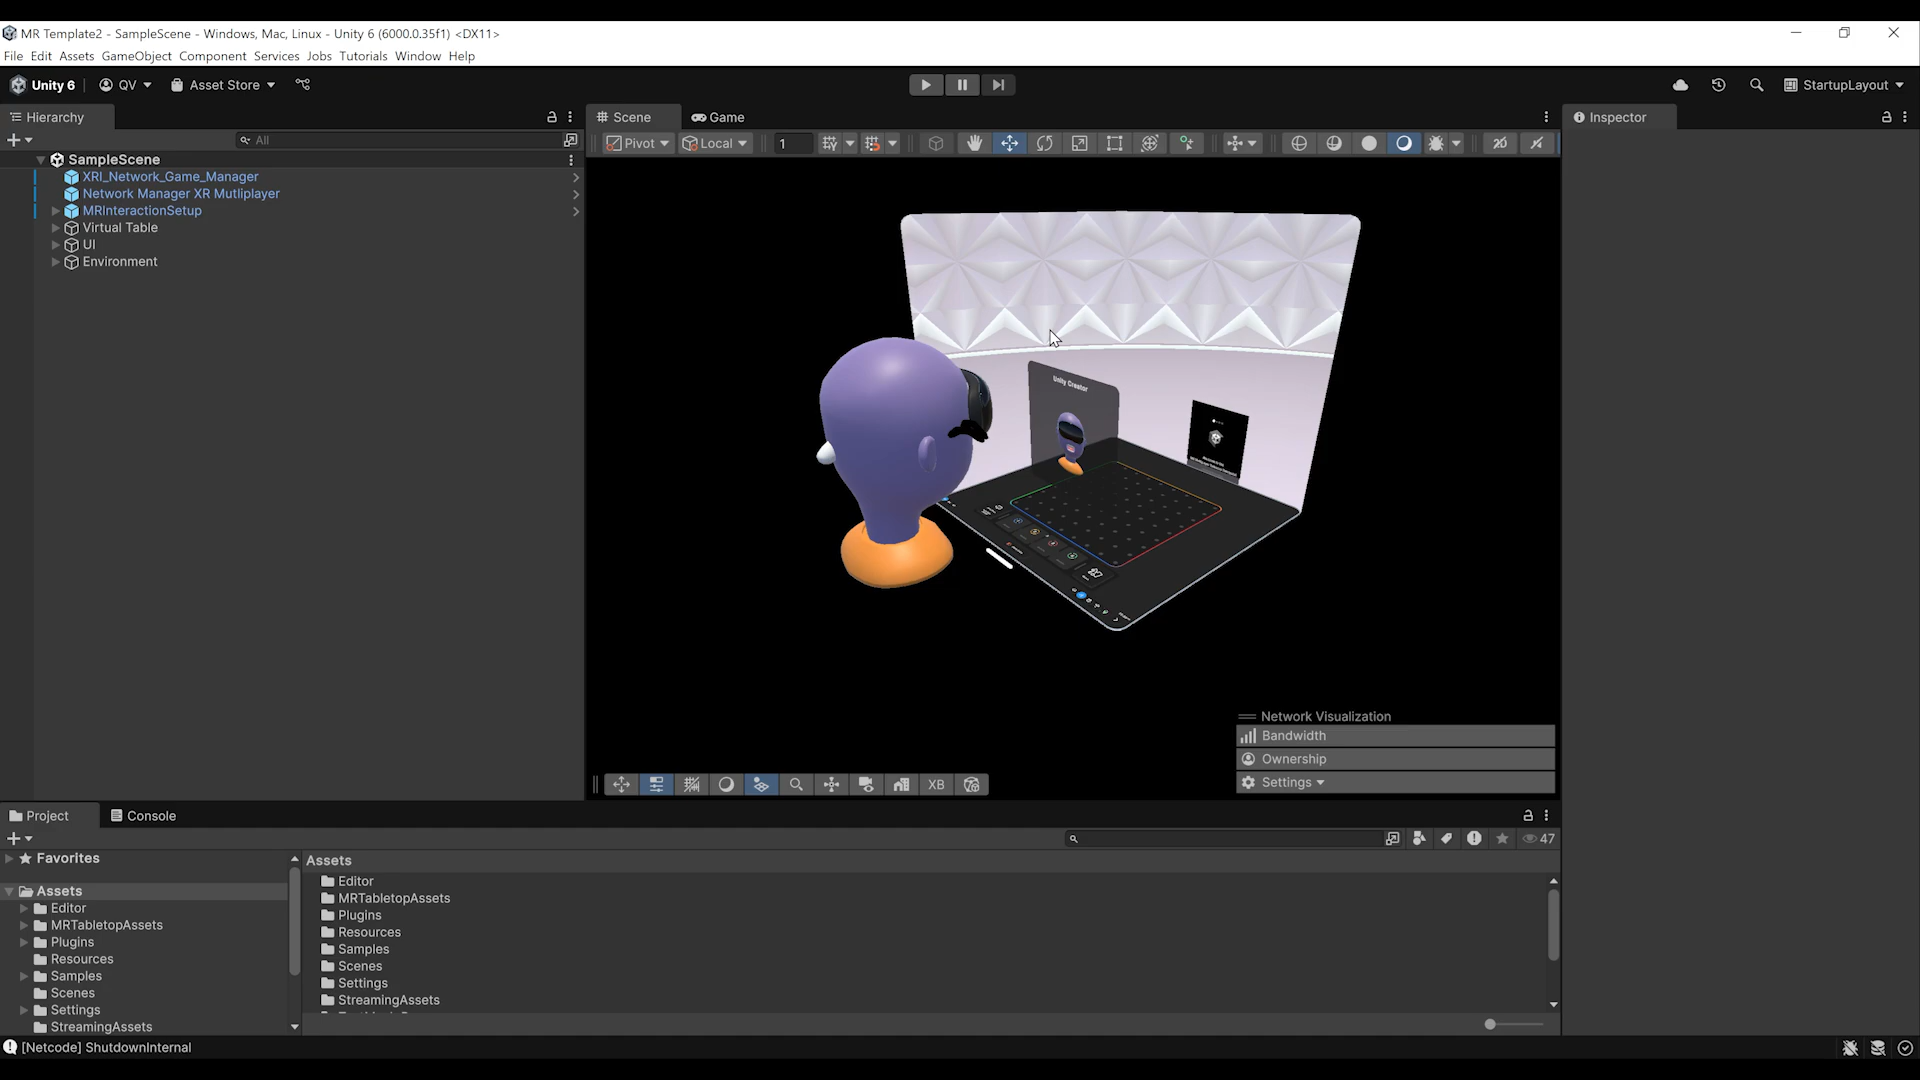 MR Template2 - SampleScene - Windows, Mac, Linux - Unity 6 (6000.0.35f1) <DX11>
File Edit Assets GameObject Component Services Jobs Tutorials Window Help
Unity 6 QV Asset Store StartupLayout
Hierarchy
Scene Game
Inspector
All
Pivot Local 1
SampleScene
XRI_Network_Game_Manager
Network Manager XR Mutliplayer
MRInteractionSetup
Virtual Table
UI
Environment
Unity Creator
Network Visualization
Bandwidth
Ownership
Settings
XB
Project Console
47
Favorites
Assets
Editor
MRTabletopAssets
Plugins
Resources
Samples
Scenes
Settings
StreamingAssets
Assets
Editor
MRTabletopAssets
Plugins
Resources
Samples
Scenes
Settings
StreamingAssets
[Netcode] ShutdownInternal